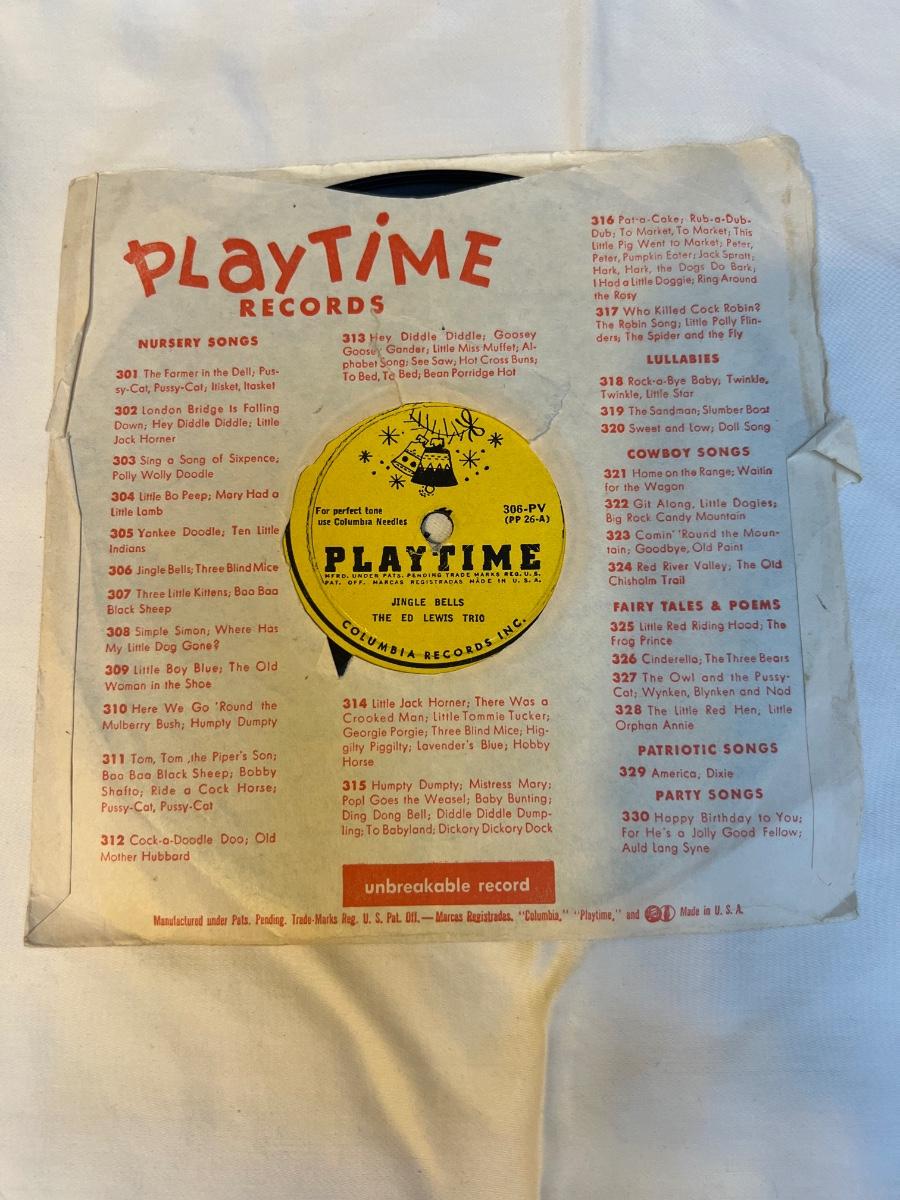 PLAYTIME
RECORDS
NURSERY SONGS
301 The Farmer in the Dell; Pus-
sy-Cat, Pussy-Cat; Itisket, Itasket
302 London Bridge Is Falling
Down; Hey Diddle Diddle; Little
Jack Horner
303 Sing a Song of Sixpence;
Polly Wolly Doodle
304 Little Bo Peep; Mary Had a
Little Lamb
305 Yankee Doodle; Ten Little
Indians
306 Jingle Bells; Three Blind Mice
307 Three Little Kittens; Baa Baa
Black Sheep
308 Simple Simon; Where Has
My Little Dog Gone?
309 Little Boy Blue; The Old
Woman in the Shoe
310 Here We Go 'Round the
Mulberry Bush; Humpty Dumpty
311 Tom, Tom ,the Piper's Son;
Baa Baa Black Sheep; Bobby
Shafto; Ride a Cock Horse;
Pussy-Cat, Pussy-Cat
312 Cock-a-Doodle Doo; Old
Mother Hubbard
313 Hey Diddle Diddle; Goosey
Goosey Gander; Little Miss Muffet; Al-
phabet Song; See Saw; Hot Cross Buns;
To Bed, To Bed; Bean Porridge Hot
For perfect tone
use Columbia Needles
306-PV
(PP 26-A)
PLAYTIME
MFRD. UNDER PATS. PENDING TRADE MARKS REG. U. S.
PAT. OFF. MARCAS REGISTRADAS MADE IN U. S. A.
JINGLE BELLS
THE ED LEWIS TRIO
COLUMBIA RECORDS INC.
314 Little Jack Horner; There Was a
Crooked Man; Little Tommie Tucker;
Georgie Porgie; Three Blind Mice; Hig-
gilty Piggilty; Lavender's Blue; Hobby
Horse
315 Humpty Dumpty; Mistress Mary;
Pop! Goes the Weasel; Baby Bunting;
Ding Dong Bell; Diddle Diddle Dump-
ling; To Babyland; Dickory Dickory Dock
316 Pat-a-Cake; Rub-a-Dub-
Dub; To Market, To Market; This
Little Pig Went to Market; Peter,
Peter, Pumpkin Eater; Jack Spratt;
Hark, Hark, the Dogs Do Bark;
I Had a Little Doggie; Ring Around
the Rosy
317 Who Killed Cock Robin?
The Robin Song; Little Polly Flin-
ders; The Spider and the Fly
LULLABIES
318 Rock-a-Bye Baby; Twinkle,
Twinkle, Little Star
319 The Sandman; Slumber Boat
320 Sweet and Low; Doll Song
COWBOY SONGS
321 Home on the Range; Waitin'
for the Wagon
322 Git Along, Little Dogies;
Big Rock Candy Mountain
323 Comin' 'Round the Moun-
tain; Goodbye, Old Paint
324 Red River Valley; The Old
Chisholm Trail
FAIRY TALES & POEMS
325 Little Red Riding Hood; The
Frog Prince
326 Cinderella; The Three Bears
327 The Owl and the Pussy-
Cat; Wynken, Blynken and Nod
328 The Little Red Hen, Little
Orphan Annie
PATRIOTIC SONGS
329 America, Dixie
PARTY SONGS
330 Happy Birthday to You;
For He's a Jolly Good Fellow;
Auld Lang Syne
unbreakable record
Manufactured under Pats. Pending. Trade-Marks Reg. U. S. Pat. Off.—Marcas Registradas. "Columbia," "Playtime," and Made in U. S. A.